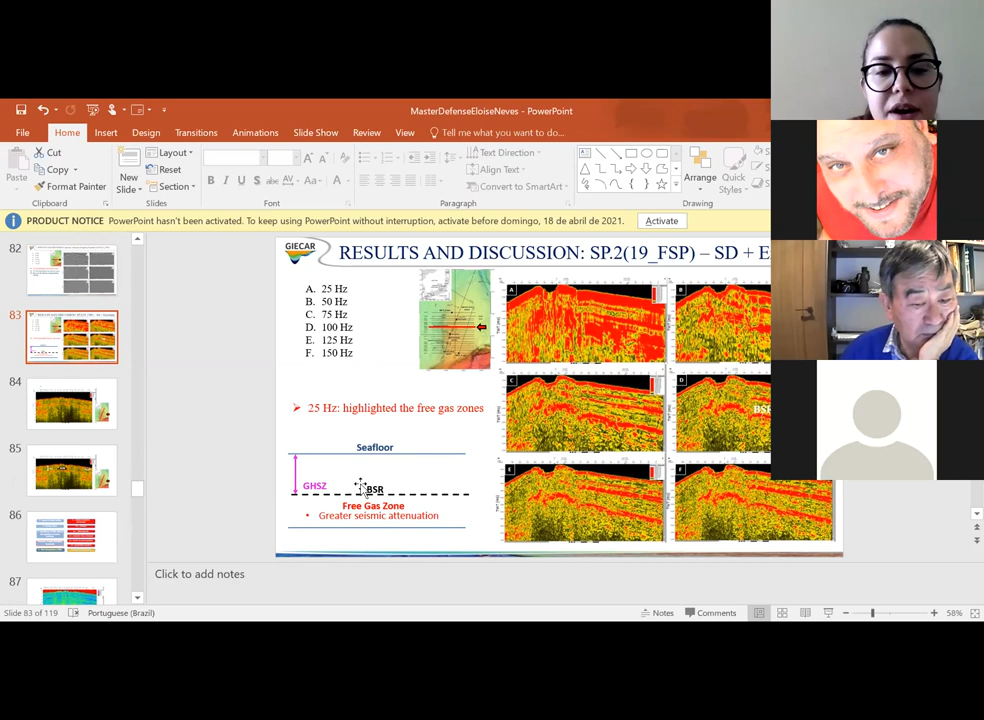 MasterDefenseEloiseNeves - PowerPoint
File Home Insert Design Transitions Animations Slide Show Review View Tell me what you want to do...
Paste
Cut
Copy
Format Painter
Clipboard
New Slide
Layout
Reset
Section
Slides
B I U S abc AV Aa A
Font
Text Direction
Align Text
Convert to SmartArt
Paragraph
Arrange
Quick Styles
Drawing
PRODUCT NOTICE PowerPoint hasn't been activated. To keep using PowerPoint without interruption, activate before domingo, 18 de abril de 2021. Activate
82
83
84
85
86
87
GIECAR
RESULTS AND DISCUSSION: SP.2(19_FSP) – SD + E
A. 25 Hz
B. 50 Hz
C. 75 Hz
D. 100 Hz
E. 125 Hz
F. 150 Hz
➢ 25 Hz: highlighted the free gas zones
Seafloor
GHSZ
BSR
Free Gas Zone
• Greater seismic attenuation
A
B
C
D
BS
E
F
Click to add notes
Slide 83 of 119 Portuguese (Brazil) Notes Comments 58%